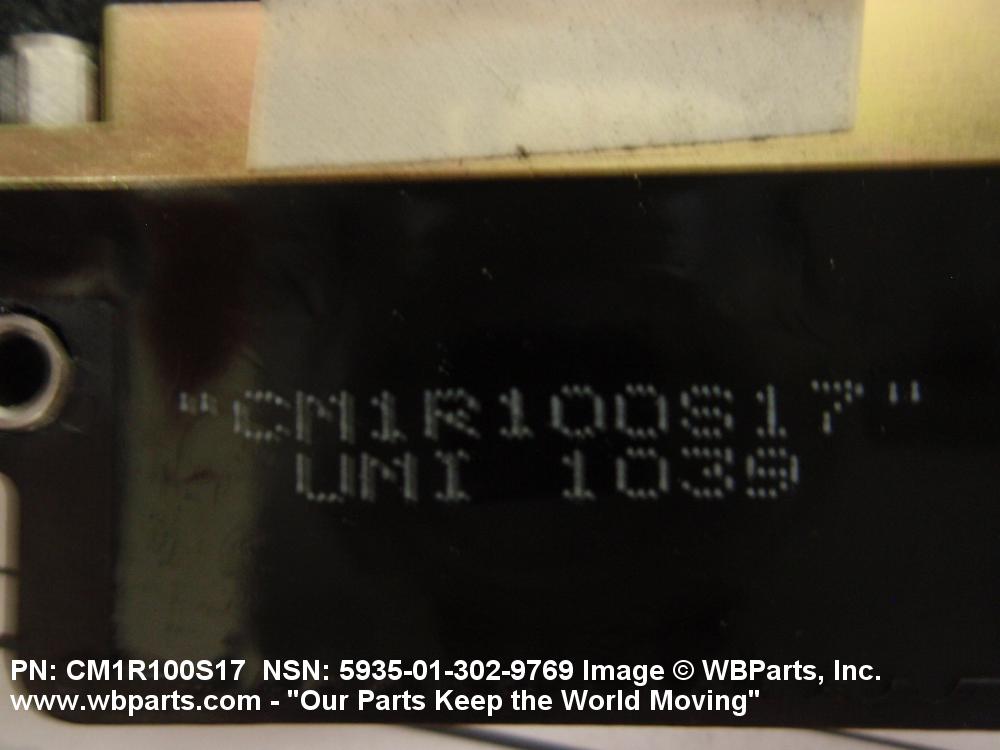 "CM1R100S17"
UMI 1039
PN: CM1R100S17 NSN: 5935-01-302-9769 Image © WBParts, Inc.
www.wbparts.com - "Our Parts Keep the World Moving"